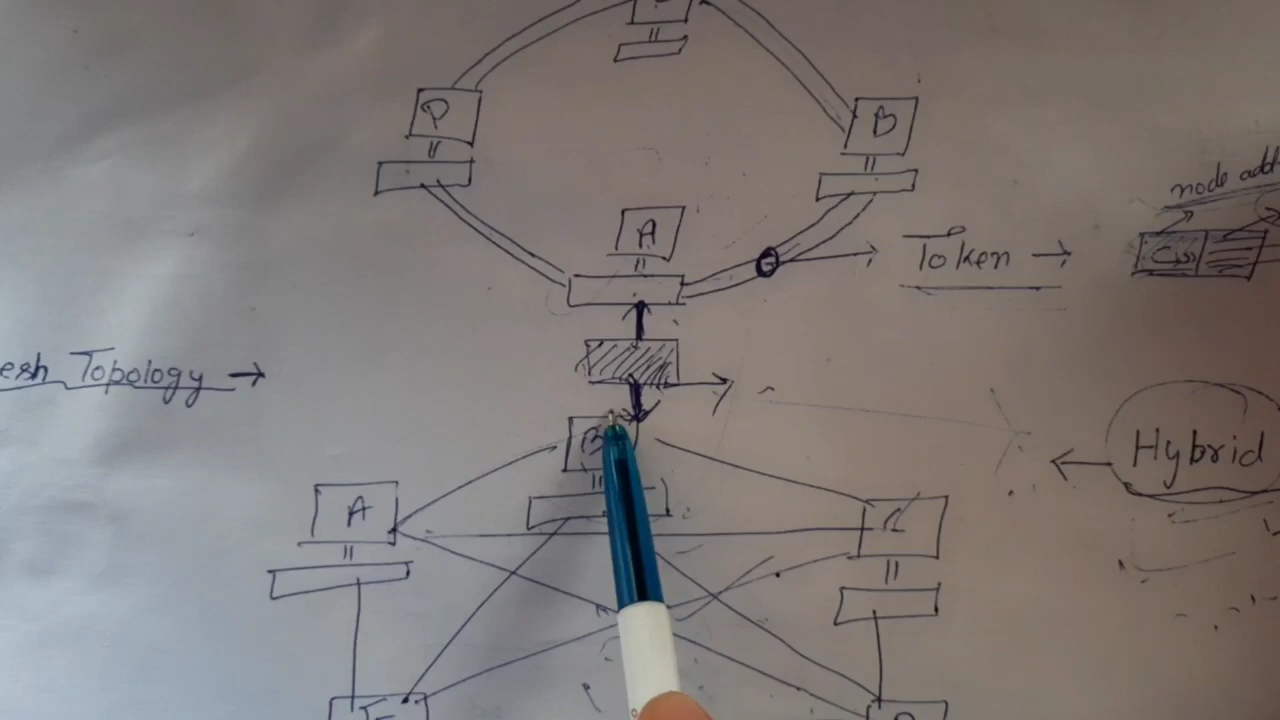 P
B
node add
A
Token →
esh Topology →
B
Hybrid
A
C